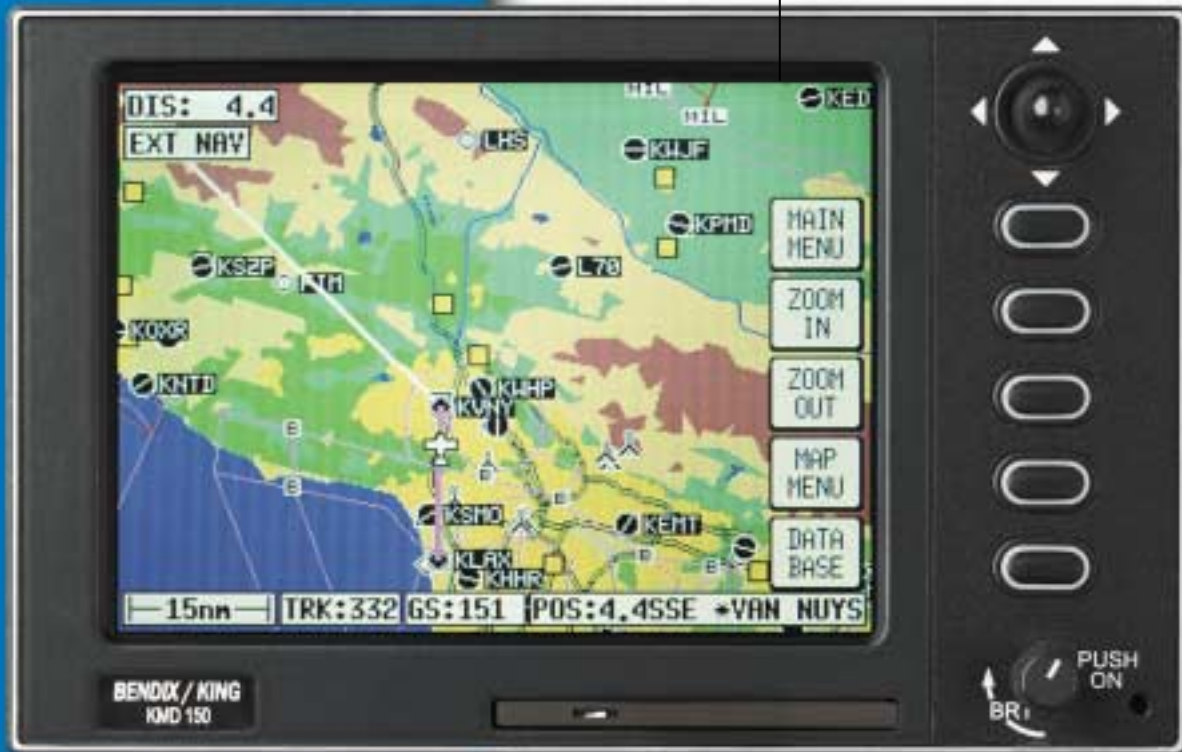 DIS: 4.4
EXT NAV
MIL
MIL
KED
LHS
KWJF
KPMD
KSZP
FIM
L70
KOXR
KNTD
KWHP
KVNY
B
B
B
B
B
B
KSMO
KEMT
KLAX
KHHR
MAIN
MENU
ZOOM
IN
ZOOM
OUT
MAP
MENU
DATA
BASE
15nm TRK:332 GS:151 POS:4.4SSE *VAN NUYS
BENDIX/KING
KMD 150
PUSH
ON
BRT